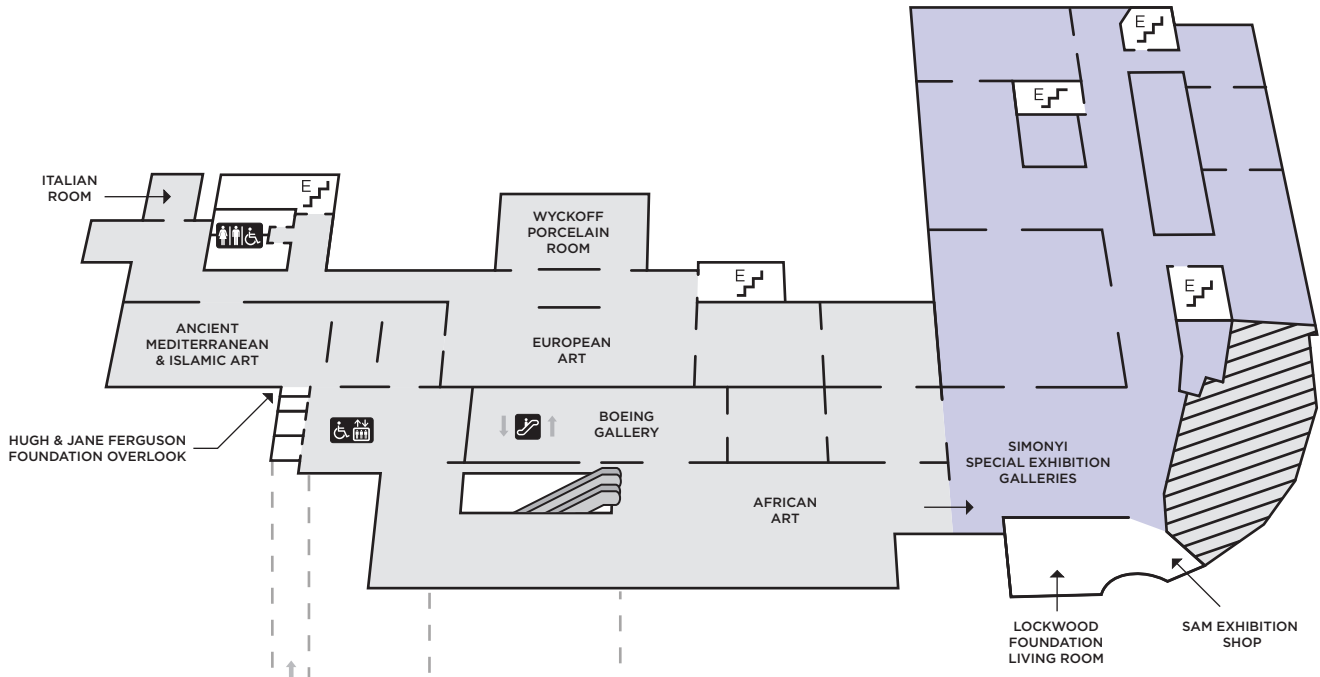 E
E
ITALIAN
ROOM
E
WYCKOFF
PORCELAIN
ROOM
E
E
ANCIENT
MEDITERRANEAN
& ISLAMIC ART
EUROPEAN
ART
HUGH & JANE FERGUSON
FOUNDATION OVERLOOK
BOEING
GALLERY
SIMONYI
SPECIAL EXHIBITION
GALLERIES
AFRICAN
ART
LOCKWOOD
FOUNDATION
LIVING ROOM
SAM EXHIBITION
SHOP